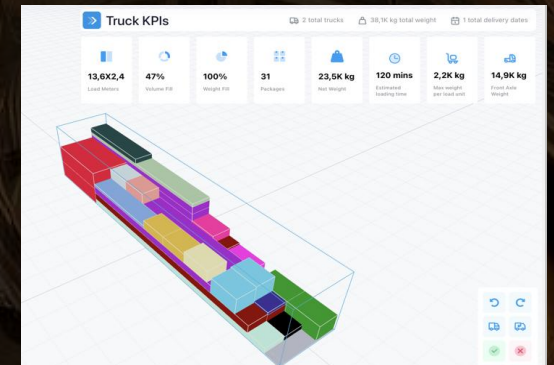 Truck KPIs
2 total trucks
38,1K kg total weight
1 total delivery dates
13,6X2,4
Load Meters
47%
Volume Fill
100%
Weight Fill
31
Packages
23,5K kg
Net Weight
120 mins
Estimated
loading time
2,2K kg
Max weight
per load unit
14,9K kg
Front Axle
Weight